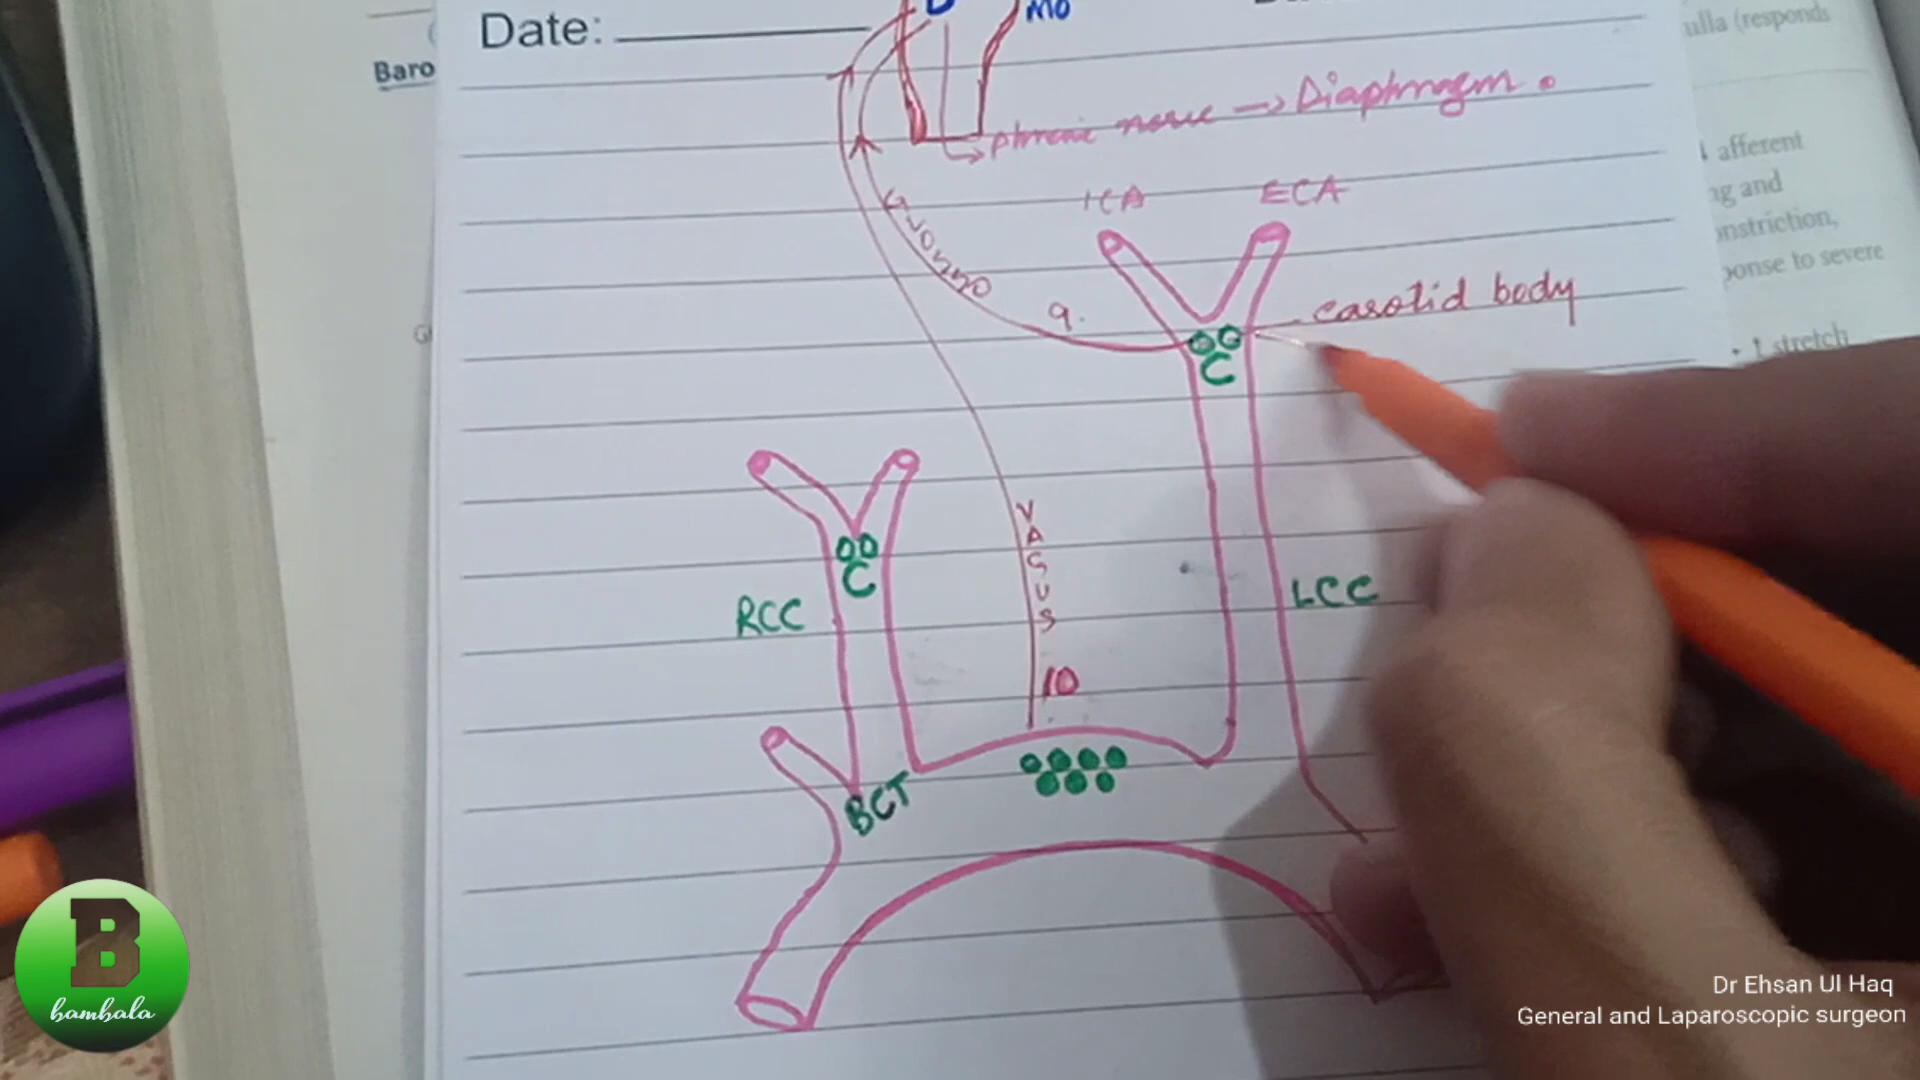 Date:
Baro
Mo
ulla (responds
phrenic nerve → Diaphragm.
afferent
ng and
onstriction,
ponse to severe
ICA
ECA
9.
carotid body
↑ stretch
C
VAGUS
C
RCC
LCC
10
BCT
B
bambala
Dr Ehsan Ul Haq
General and Laparoscopic surgeon